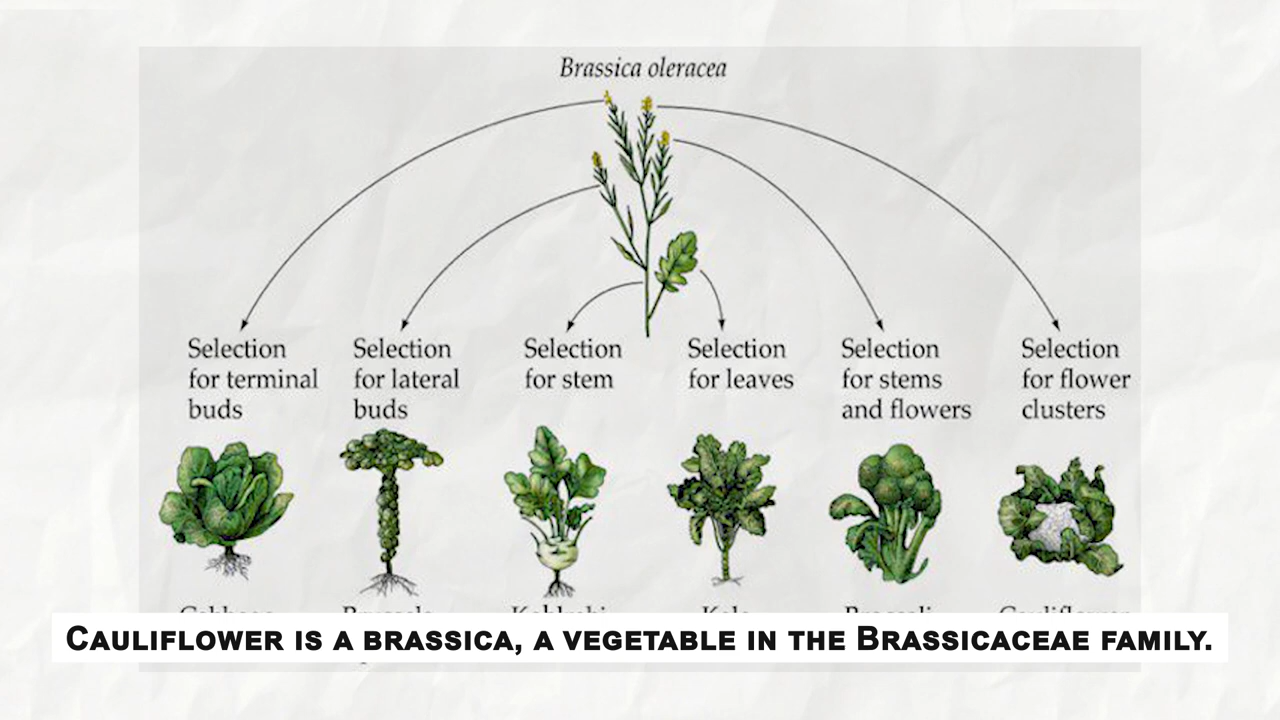 Brassica oleracea
Selection
for terminal
buds
Selection
for lateral
buds
Selection
for stem
Selection
for leaves
Selection
for stems
and flowers
Selection
for flower
clusters
Cauliflower is a brassica, a vegetable in the Brassicaceae family.